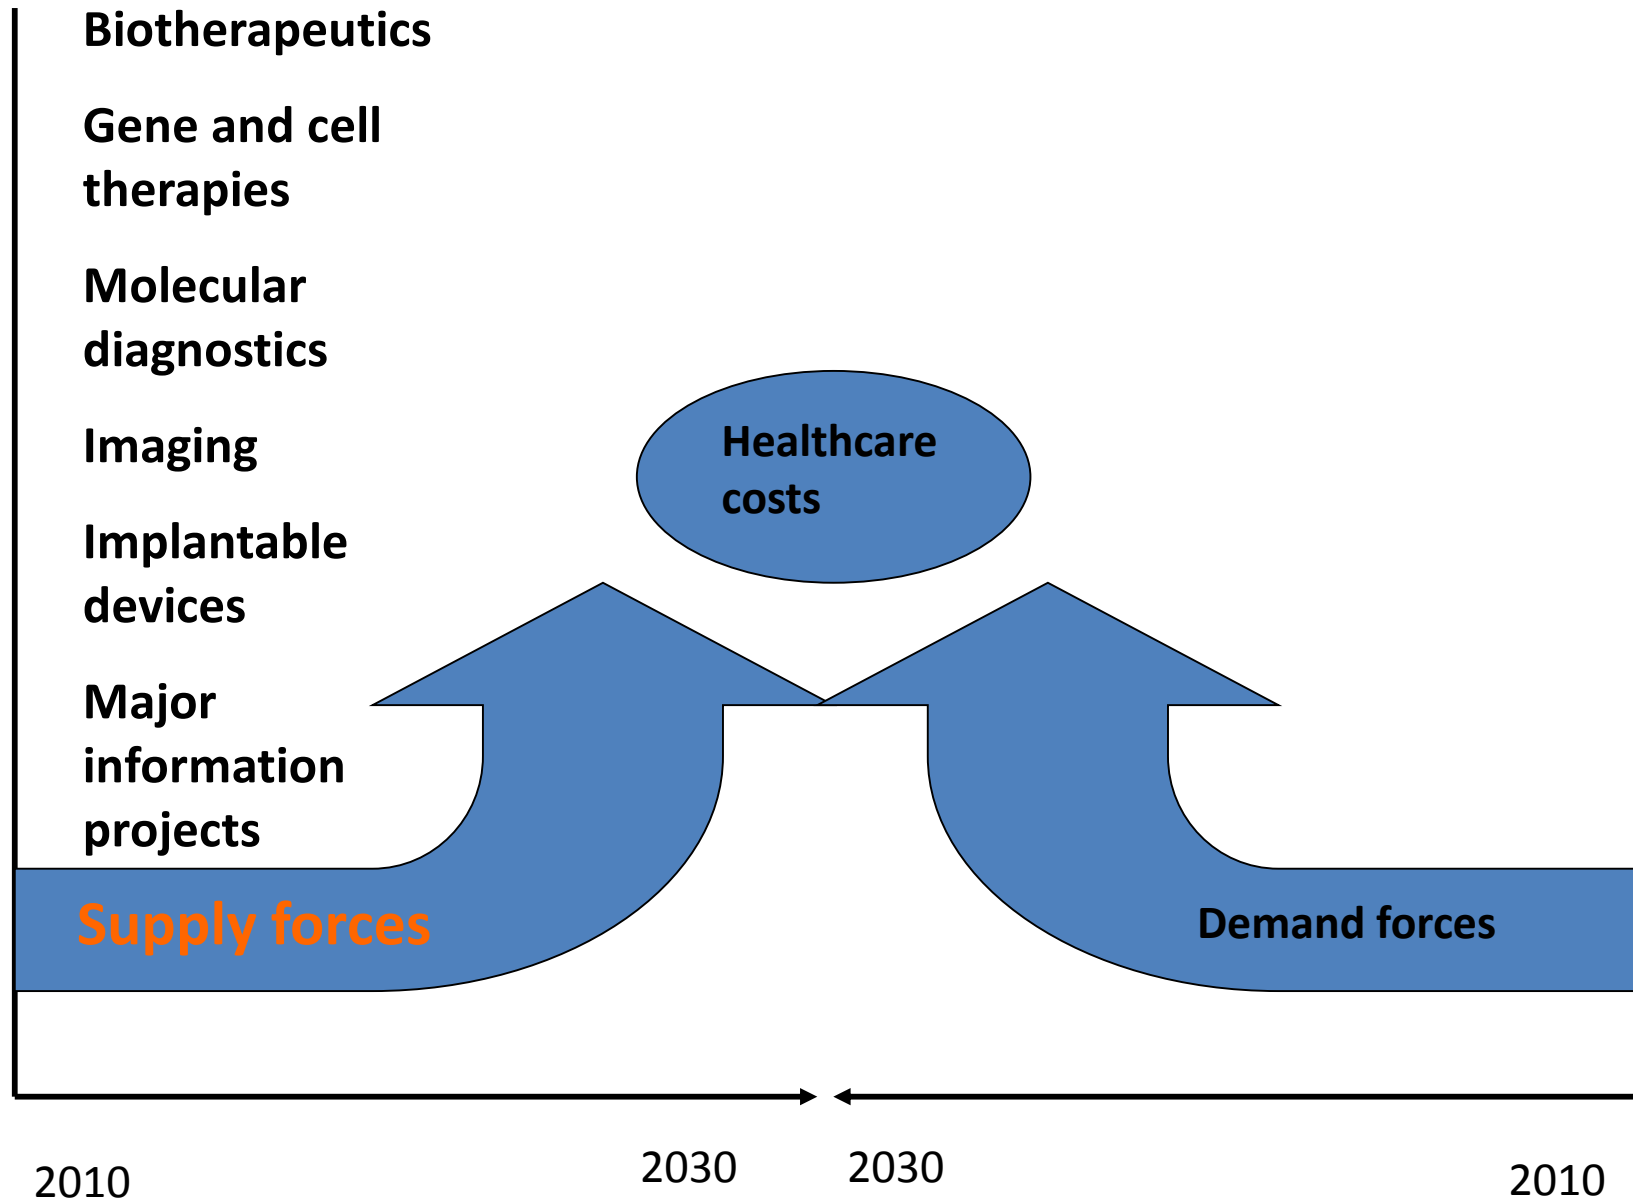 Biotherapeutics
Gene and cell
therapies
Molecular
diagnostics
Imaging
Implantable
devices
Major
information
projects
Healthcare
costs
Supply forces
Demand forces
2010
2030
2030
2010